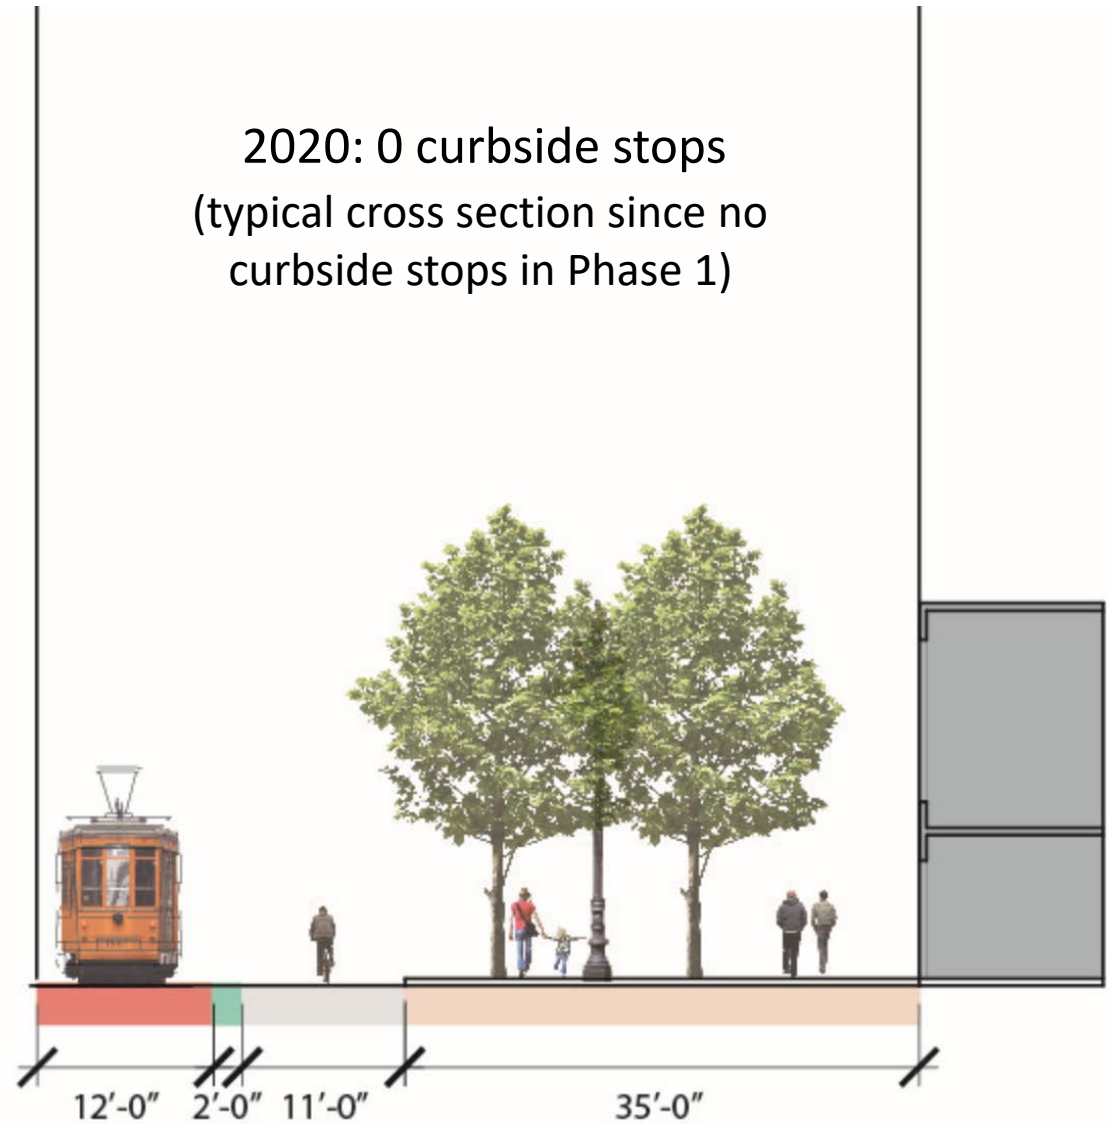 2020: 0 curbside stops
(typical cross section since no
curbside stops in Phase 1)
12′-0″ 2′-0″ 11′-0″ 35′-0″